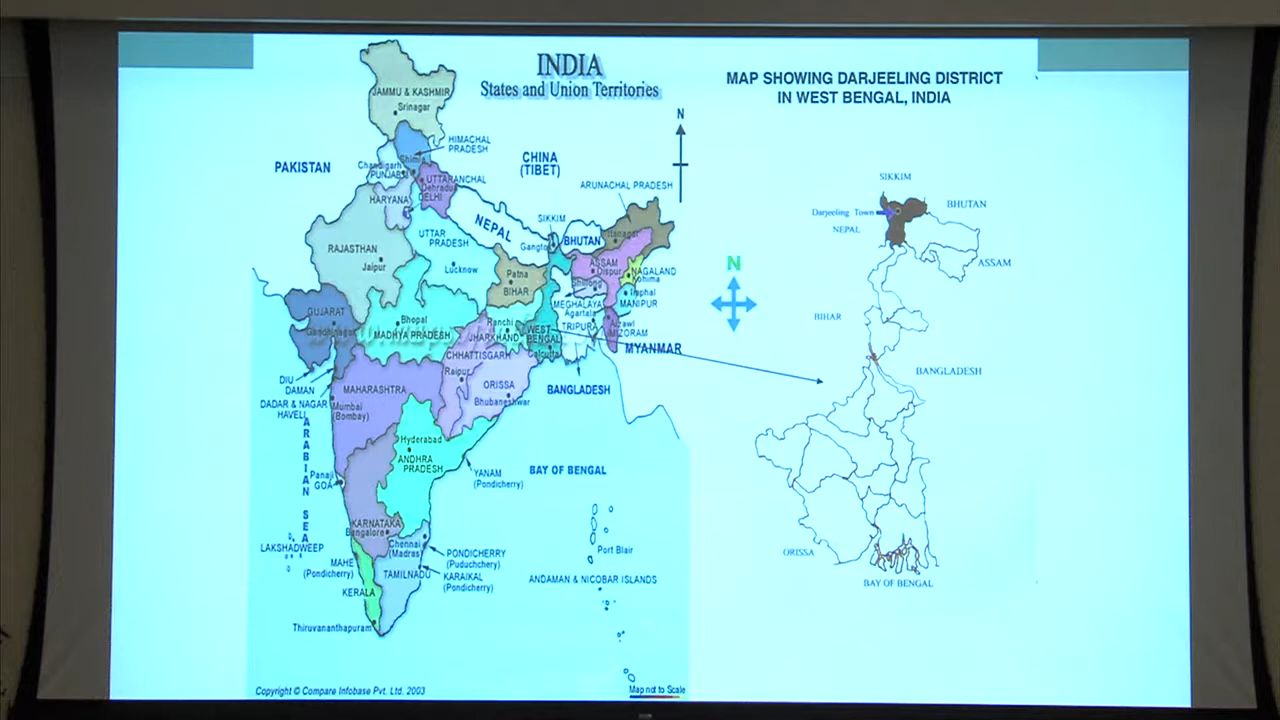 INDIA
States and Union Territories
MAP SHOWING DARJEELING DISTRICT
IN WEST BENGAL, INDIA
N
JAMMU & KASHMIR
Srinagar
HIMACHAL
PRADESH
Shimla
PAKISTAN
CHINA
(TIBET)
Chandigarh
PUNJAB
UTTARANCHAL
Dehradun
ARUNACHAL PRADESH
HARYANA
DELHI
SIKKIM
NEPAL
Gangtok
BHUTAN
Itanagar
UTTAR
PRADESH
RAJASTHAN
Jaipur
Lucknow
ASSAM
Dispur
NAGALAND
Kohima
Patna
BIHAR
Shillong
Imphal
MEGHALAYA
MANIPUR
Agartala
GUJARAT
Gandhinagar
Bhopal
MADHYA PRADESH
Ranchi
JHARKHAND
WEST
BENGAL
TRIPURA
Aizawl
MIZORAM
Calcutta
MYANMAR
CHHATTISGARH
Raipur
DIU
DAMAN
MAHARASHTRA
ORISSA
BANGLADESH
DADAR & NAGAR
HAVELI
Mumbai
(Bombay)
Bhubaneshwar
ARABIAN SEA
Hyderabad
ANDHRA
PRADESH
Panaji
GOA
YANAM
(Pondicherry)
BAY OF BENGAL
KARNATAKA
Bangalore
Chennai
(Madras)
LAKSHADWEEP
Port Blair
PONDICHERRY
(Puduchcery)
MAHE
(Pondicherry)
TAMILNADU
KARAIKAL
(Pondicherry)
ANDAMAN & NICOBAR ISLANDS
KERALA
Thiruvananthapuram
Copyright © Compare Infobase Pvt. Ltd. 2003
Map not to Scale
N
SIKKIM
BHUTAN
Darjeeling Town
NEPAL
ASSAM
BIHAR
BANGLADESH
ORISSA
BAY OF BENGAL